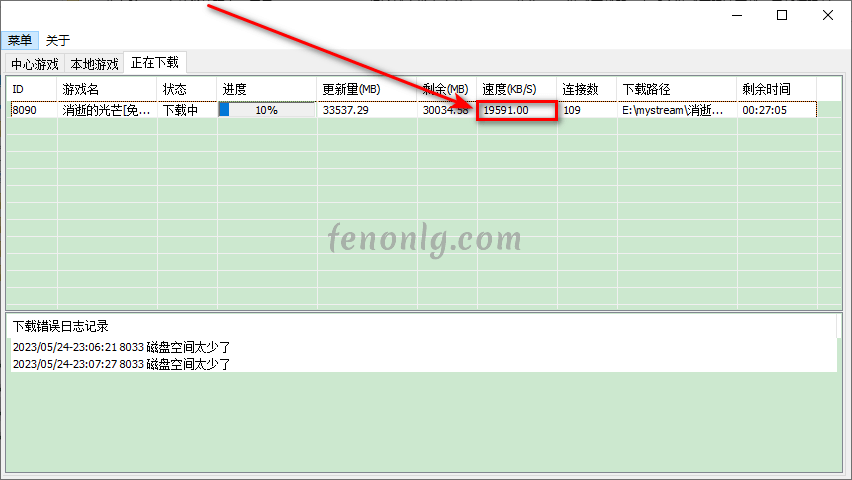 菜单 关于
中心游戏 本地游戏 正在下载
ID 游戏名 状态 进度 更新量(MB) 剩余(MB) 速度(KB/S) 连接数 下载路径 剩余时间
8090 消逝的光芒[免... 下载中 10% 33537.29 30034.58 19591.00 109 E:\mystream\消逝... 00:27:05
fenonlg.com
下载错误日志记录
2023/05/24-23:06:21 8033 磁盘空间太少了
2023/05/24-23:07:27 8033 磁盘空间太少了